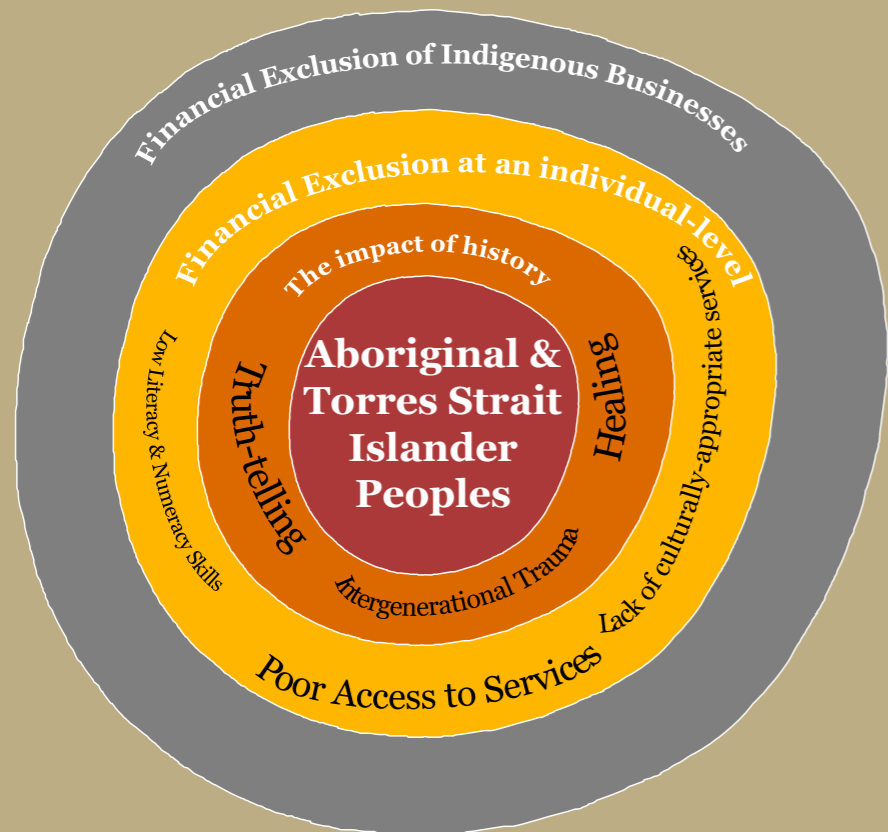 Financial Exclusion of Indigenous Businesses
Financial Exclusion at an individual-level
The impact of history
Aboriginal &
Torres Strait
Islander
Peoples
Truth-telling
Healing
Intergenerational Trauma
Low Literacy & Numeracy Skills
Poor Access to Services
Lack of culturally-appropriate services